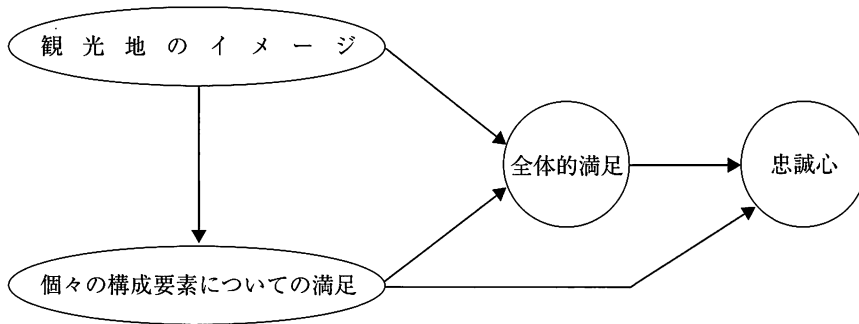 観光地のイメージ
全体的満足
忠誠心
個々の構成要素についての満足